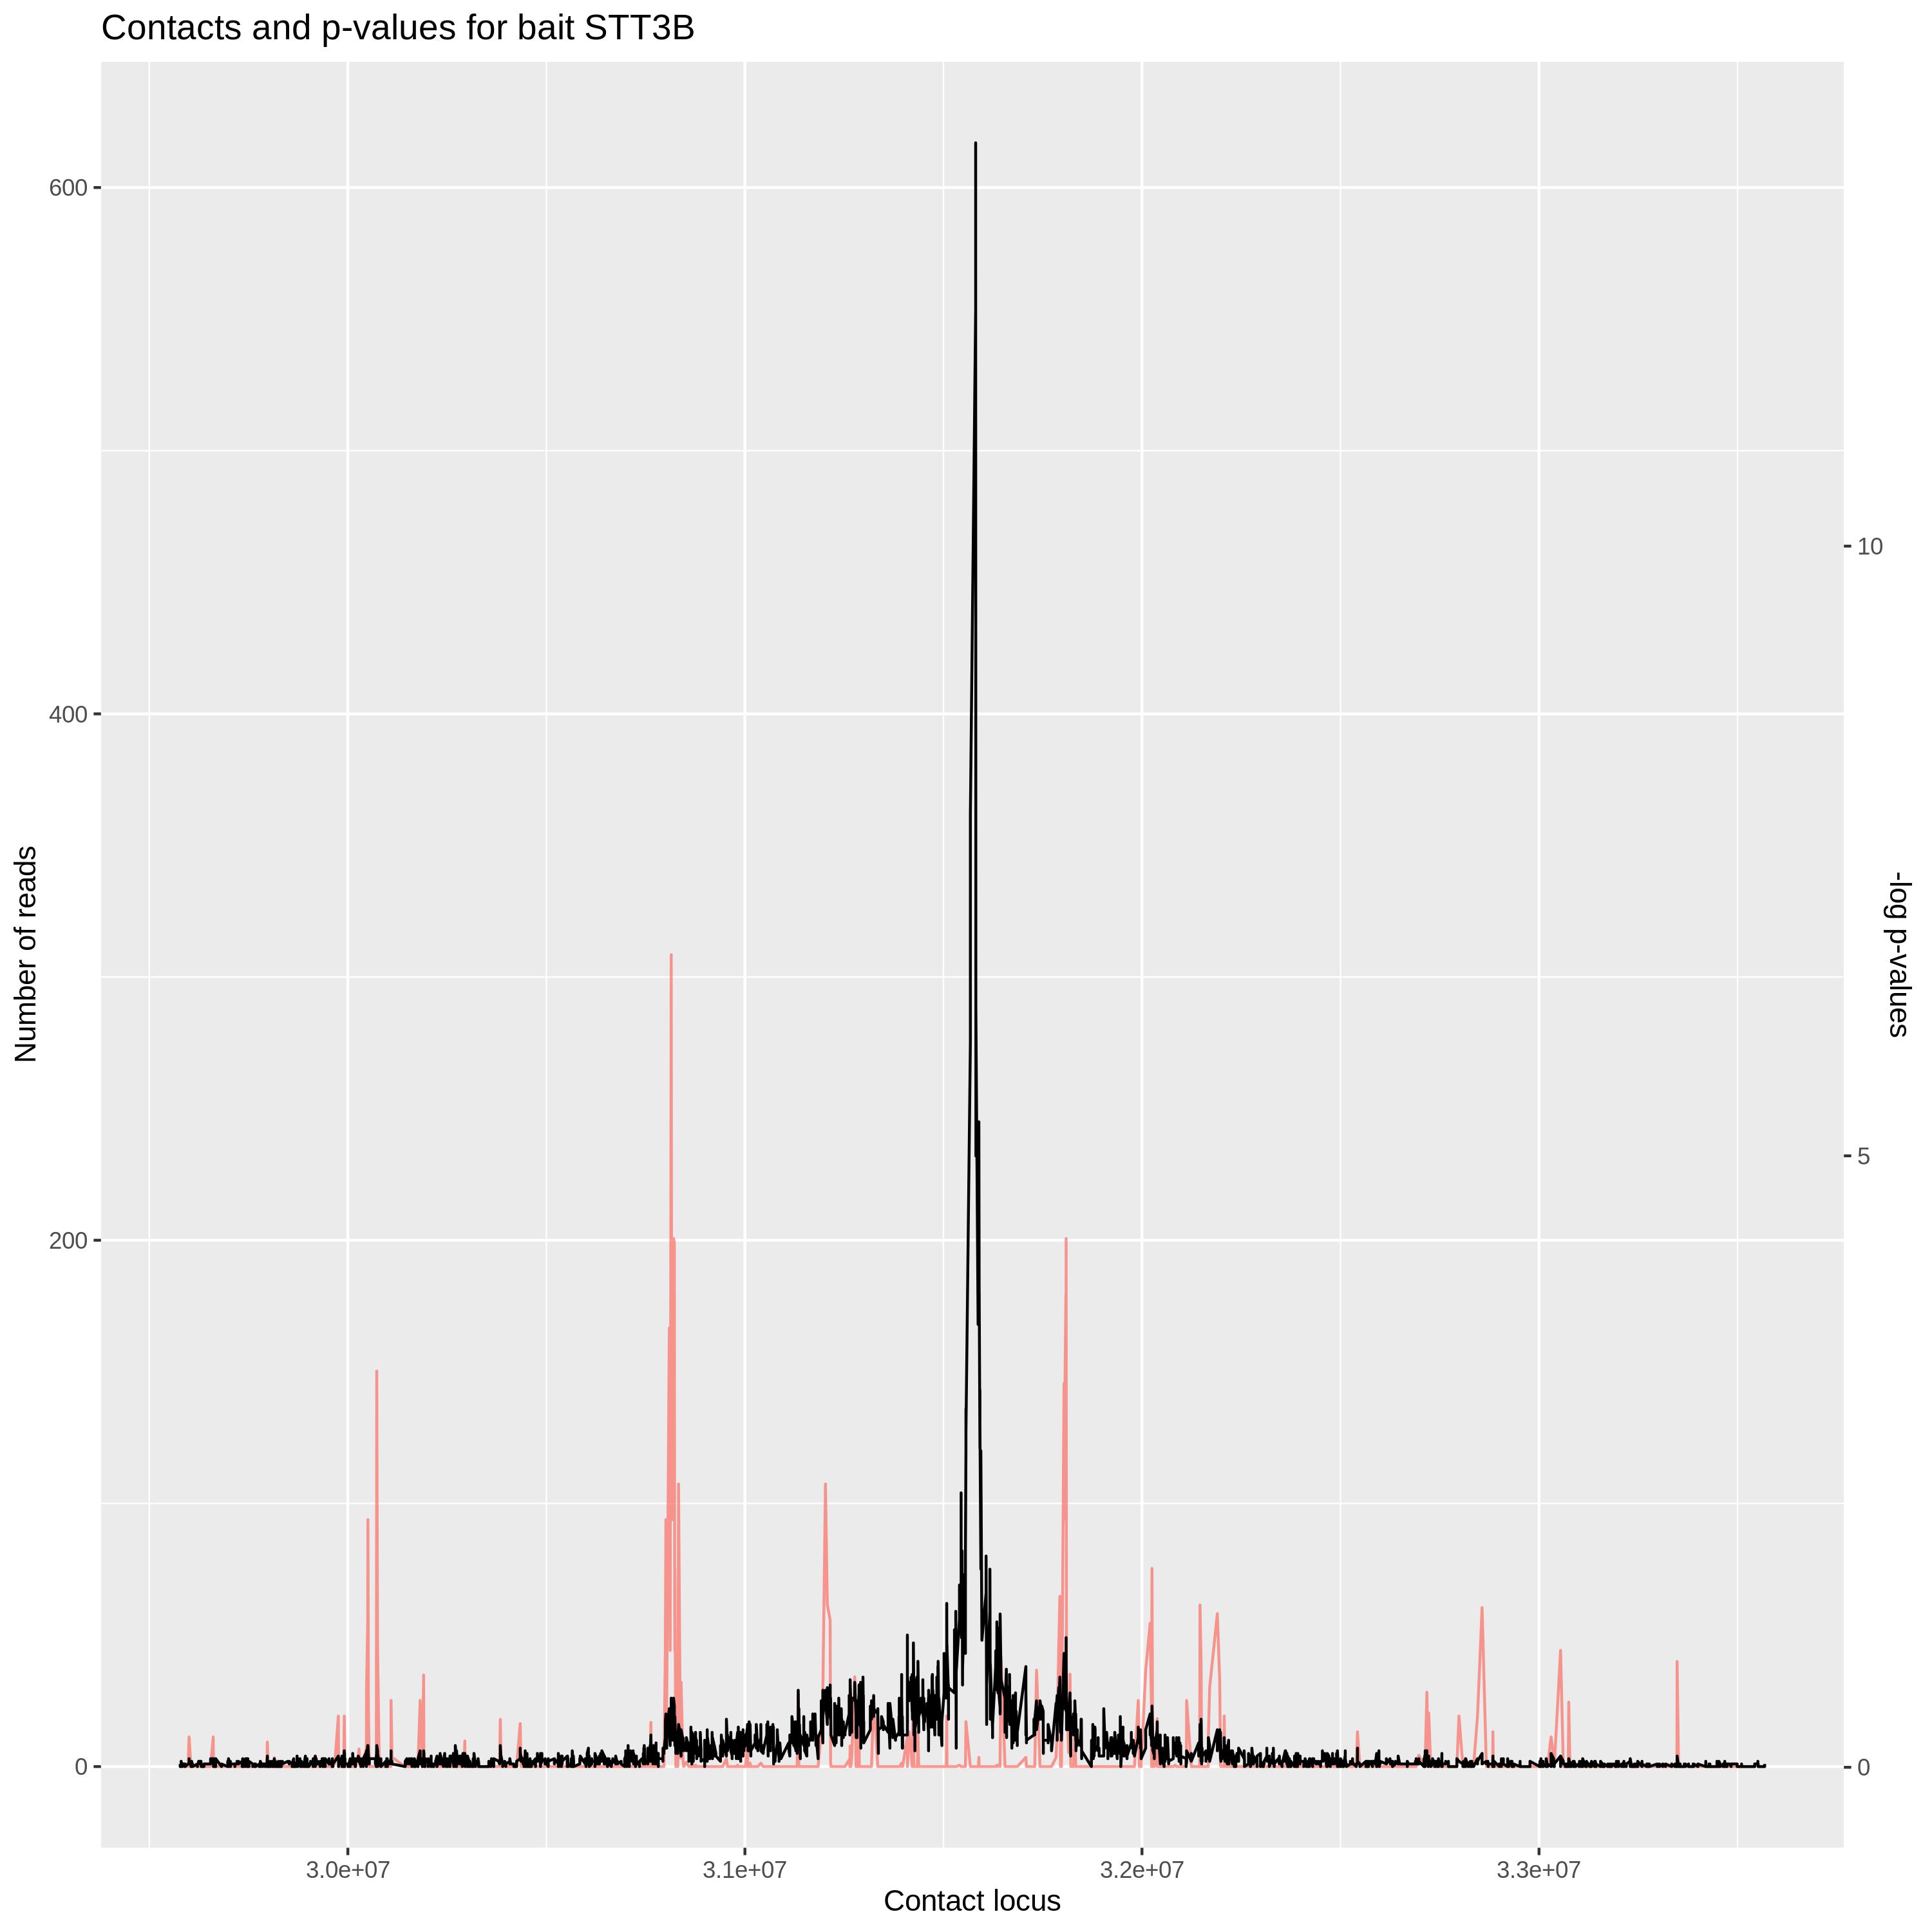 Contacts and p-values for bait STT3B
600
400
200
0
Number of reads
10
5
0
-log p-values
3.0e+07
3.1e+07
3.2e+07
3.3e+07
Contact locus